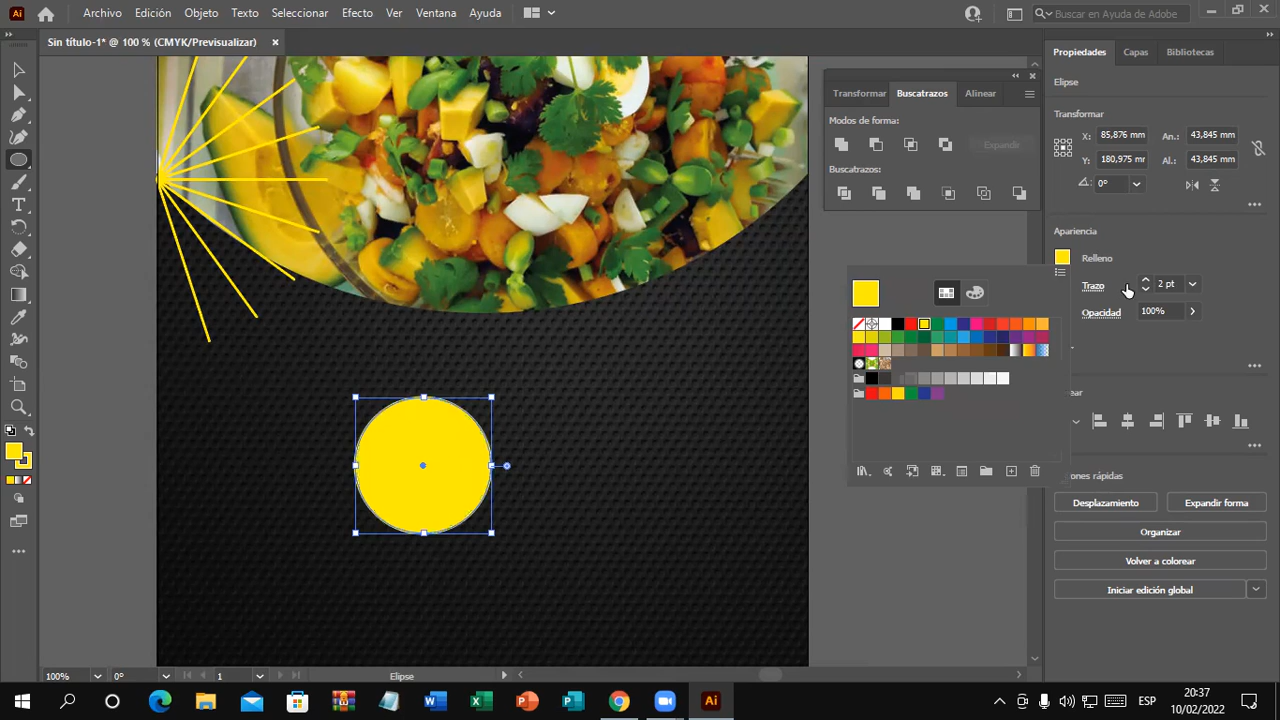 Ai
Archivo Edición Objeto Texto Seleccionar Efecto Ver Ventana Ayuda
Buscar en Ayuda de Adobe
Sin título-1* @ 100 % (CMYK/Previsualizar)
Propiedades Capas Bibliotecas
Elipse
Transformar
X: 85,876 mm An.: 43,845 mm
Y: 180,975 mm Al.: 43,845 mm
0°
Apariencia
Relleno
Trazo 2 pt
Opacidad 100%
Transformar Buscatrazos Alinear
Modos de forma:
Expandir
Buscatrazos:
ear
iones rápidas
Desplazamiento Expandir forma
Organizar
Volver a colorear
Iniciar edición global
100% 0° 1 Elipse
ESP
20:37
10/02/2022